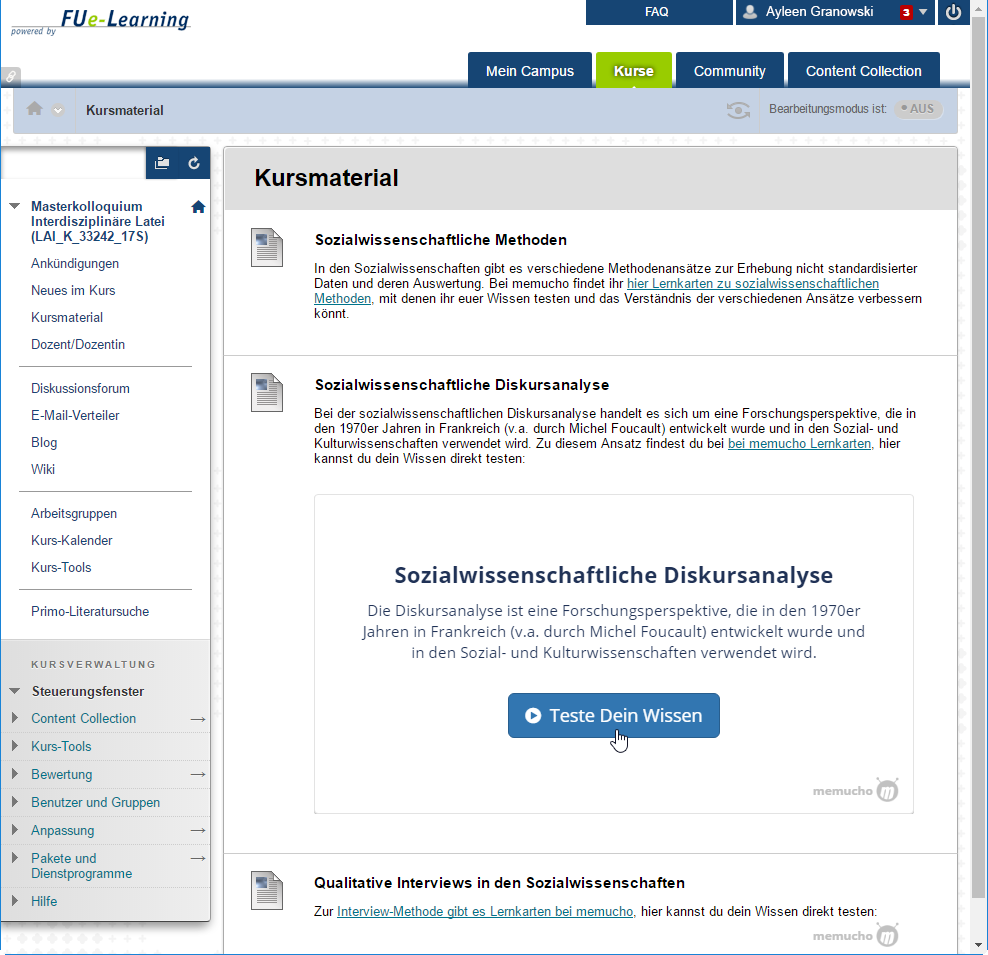 FUe-Learning
powered by
FAQ
Ayleen Granowski
3
Mein Campus
Kurse
Community
Content Collection
Kursmaterial
Bearbeitungsmodus ist:
AUS
Masterkolloquium
Interdisziplinäre Latei
(LAI_K_33242_17S)
Ankündigungen
Neues im Kurs
Kursmaterial
Dozent/Dozentin
Diskussionsforum
E-Mail-Verteiler
Blog
Wiki
Arbeitsgruppen
Kurs-Kalender
Kurs-Tools
Primo-Literatursuche
KURSVERWALTUNG
Steuerungsfenster
Content Collection
Kurs-Tools
Bewertung
Benutzer und Gruppen
Anpassung
Pakete und
Dienstprogramme
Hilfe
Kursmaterial
Sozialwissenschaftliche Methoden
In den Sozialwissenschaften gibt es verschiedene Methodenansätze zur Erhebung nicht standardisierter
Daten und deren Auswertung. Bei memucho findet ihr hier Lernkarten zu sozialwissenschaftlichen
Methoden, mit denen ihr euer Wissen testen und das Verständnis der verschiedenen Ansätze verbessern
könnt.
Sozialwissenschaftliche Diskursanalyse
Bei der sozialwissenschaftlichen Diskursanalyse handelt es sich um eine Forschungsperspektive, die in
den 1970er Jahren in Frankreich (v.a. durch Michel Foucault) entwickelt wurde und in den Sozial- und
Kulturwissenschaften verwendet wird. Zu diesem Ansatz findest du bei bei memucho Lernkarten, hier
kannst du dein Wissen direkt testen:
Sozialwissenschaftliche Diskursanalyse
Die Diskursanalyse ist eine Forschungsperspektive, die in den 1970er
Jahren in Frankreich (v.a. durch Michel Foucault) entwickelt wurde und
in den Sozial- und Kulturwissenschaften verwendet wird.
Teste Dein Wissen
memucho
Qualitative Interviews in den Sozialwissenschaften
Zur Interview-Methode gibt es Lernkarten bei memucho, hier kannst du dein Wissen direkt testen:
memucho